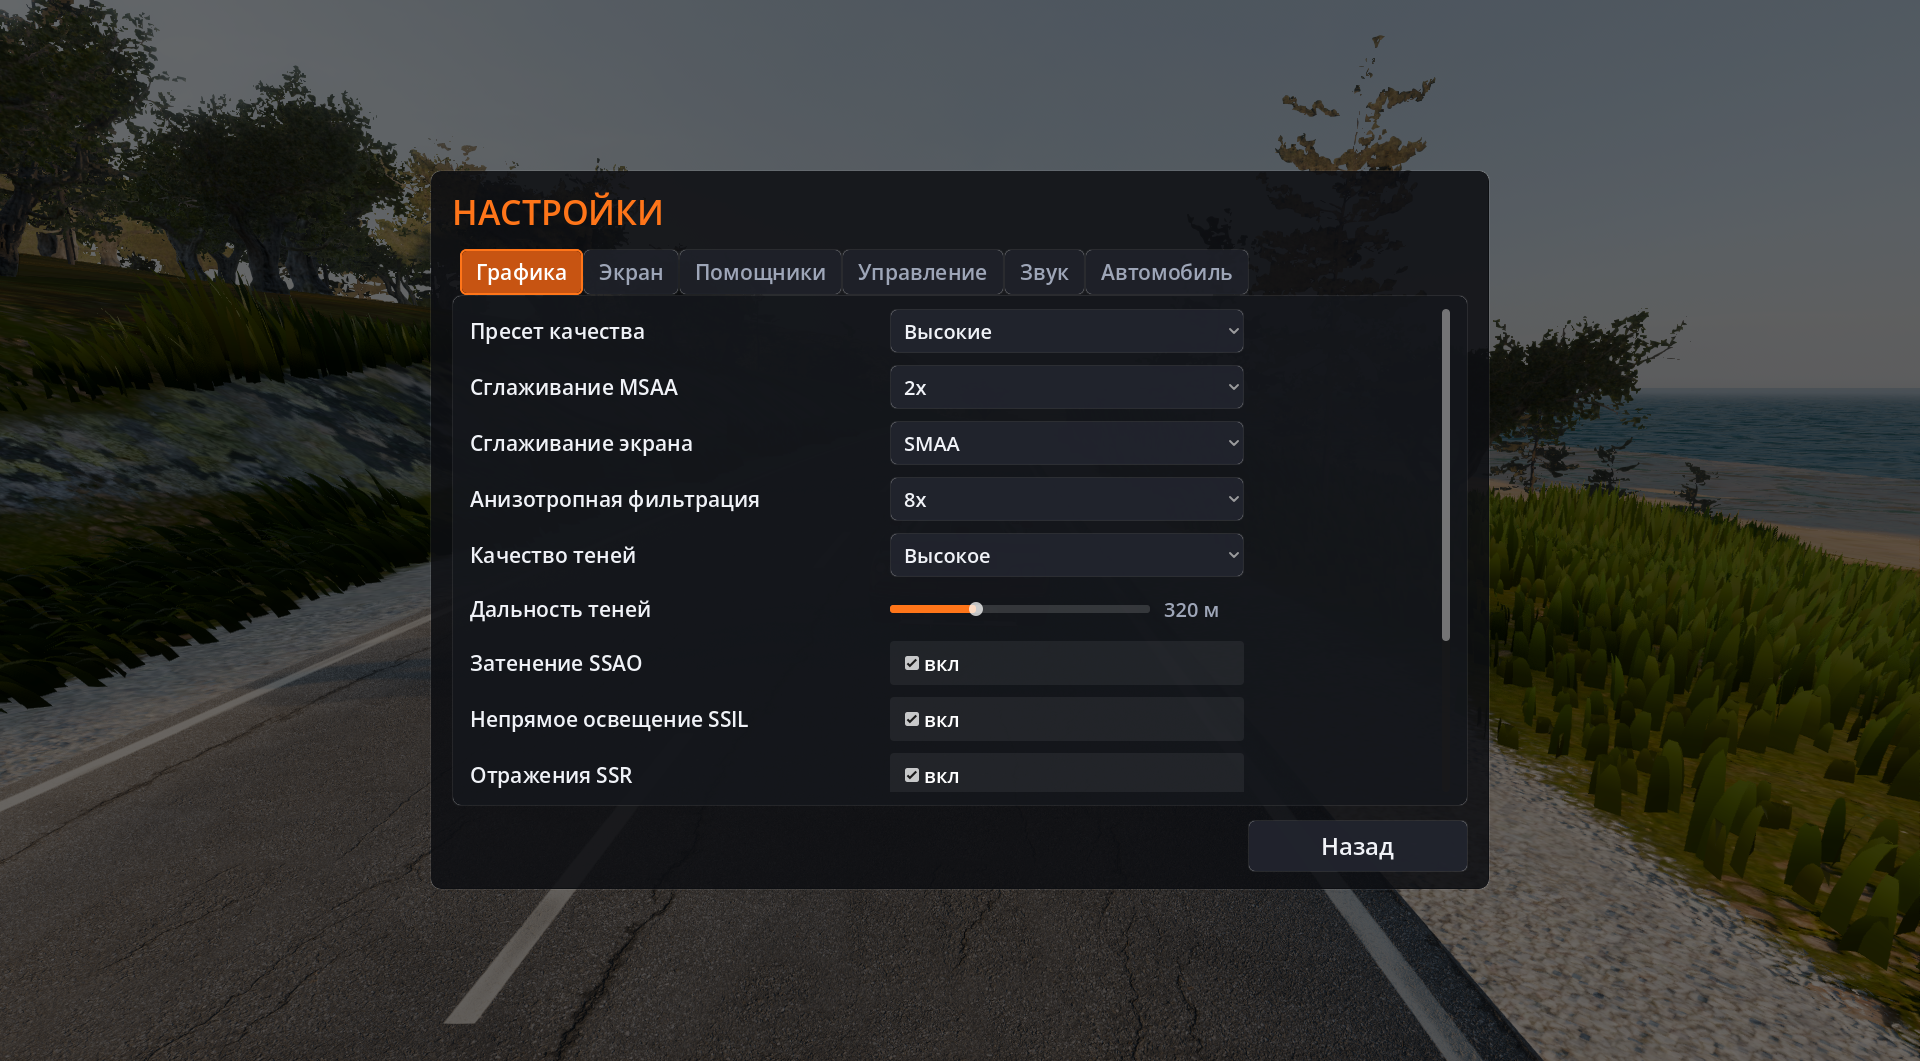 НАСТРОЙКИ
Графика Экран Помощники Управление Звук Автомобиль
Пресет качества Высокие
Сглаживание MSAA 2x
Сглаживание экрана SMAA
Анизотропная фильтрация 8x
Качество теней Высокое
Дальность теней 320 м
Затенение SSAO вкл
Непрямое освещение SSIL вкл
Отражения SSR вкл
Назад